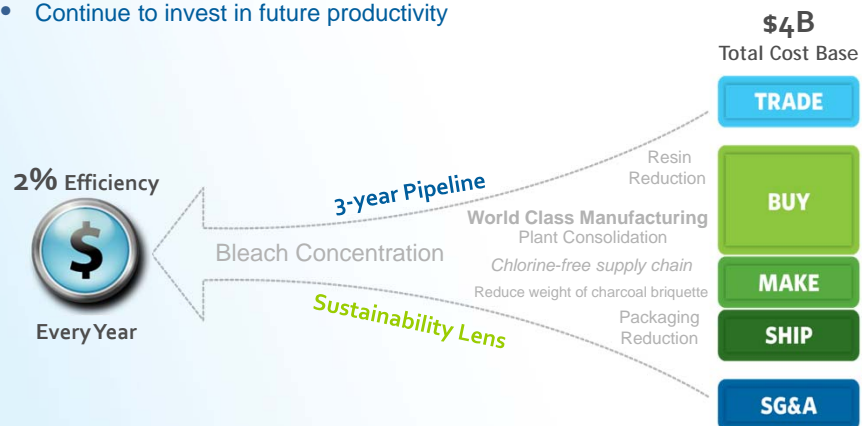 • Continue to invest in future productivity
$4B
Total Cost Base
TRADE
BUY
MAKE
SHIP
SG&A
Resin
Reduction
3-year Pipeline
World Class Manufacturing
Plant Consolidation
Bleach Concentration
Chlorine-free supply chain
Reduce weight of charcoal briquette
Sustainability Lens
Packaging
Reduction
2% Efficiency
$
Every Year